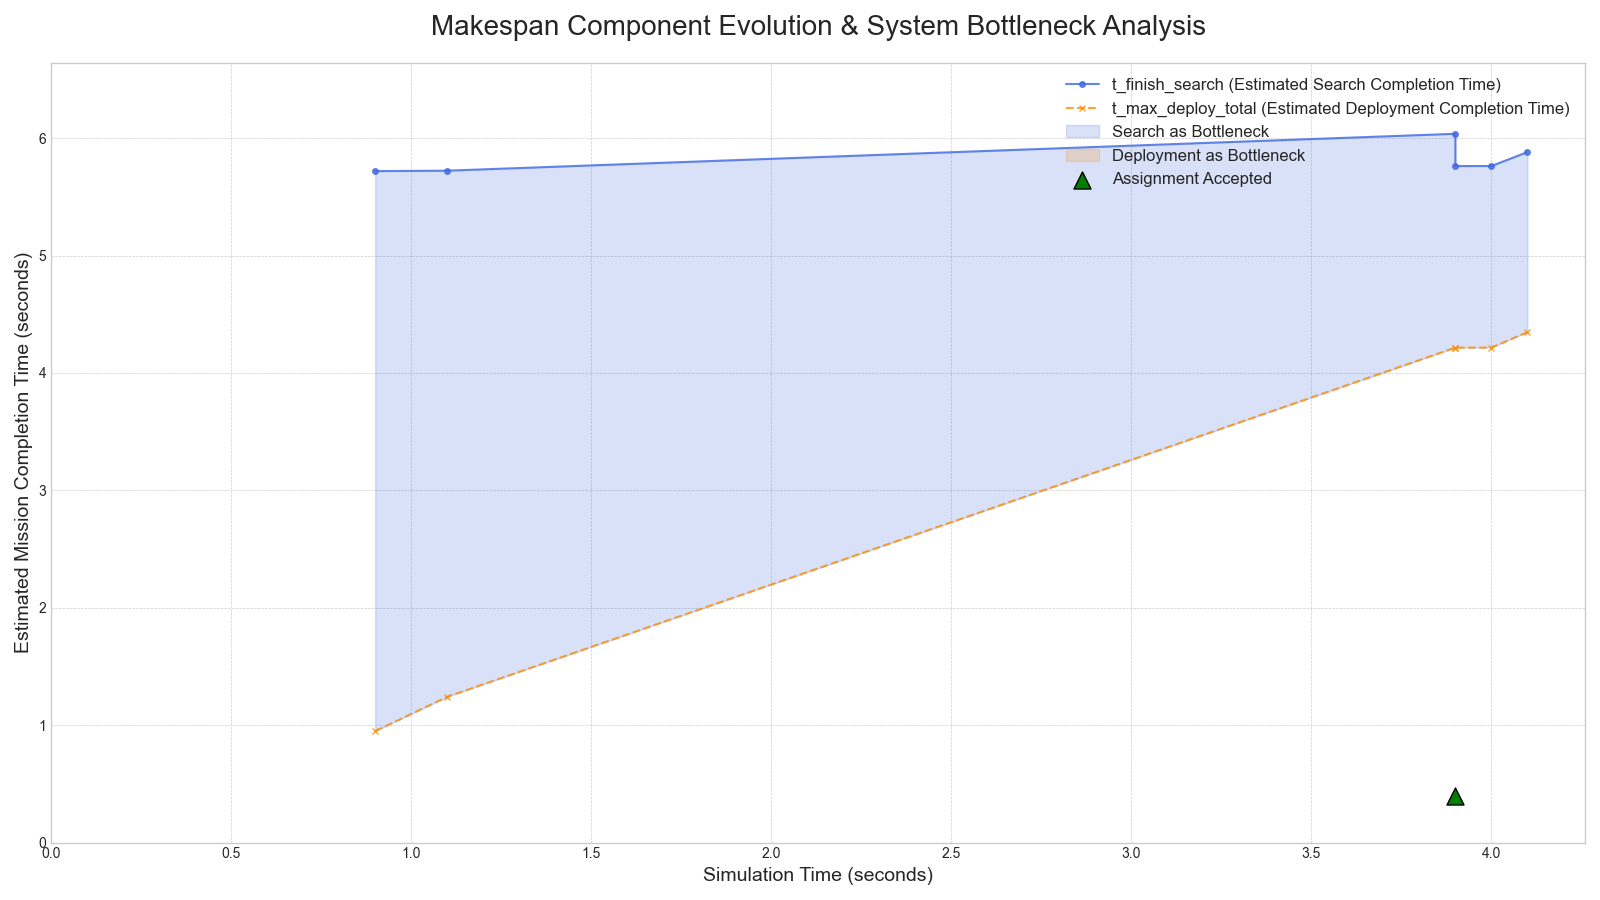 Makespan Component Evolution & System Bottleneck Analysis
t_finish_search (Estimated Search Completion Time)
t_max_deploy_total (Estimated Deployment Completion Time)
Search as Bottleneck
Deployment as Bottleneck
Assignment Accepted
Estimated Mission Completion Time (seconds)
6
5
4
3
2
1
0
0.0 0.5 1.0 1.5 2.0 2.5 3.0 3.5 4.0
Simulation Time (seconds)